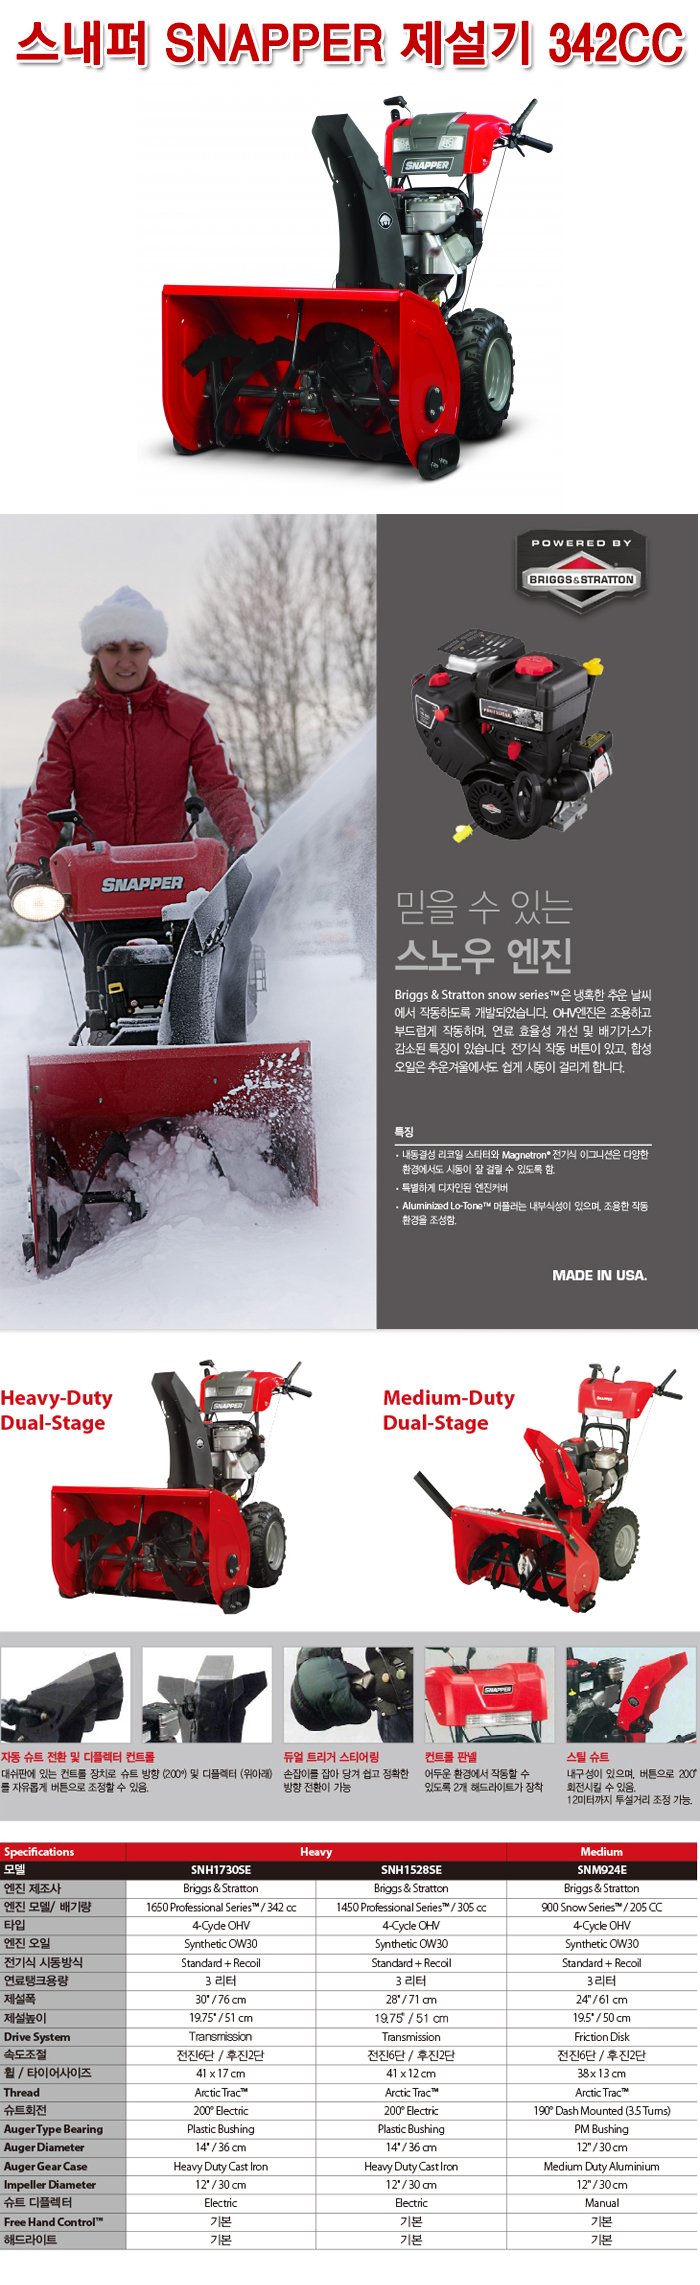 스내퍼 SNAPPER 제설기 342CC
SNAPPER
POWERED BY
BRIGGS & STRATTON
SNAPPER
믿을 수 있는
스노우 엔진
Briggs & Stratton snow series™은 냉혹한 추운 날씨
에서 작동하도록 개발되었습니다. OHV엔진은 조용하고
부드럽게 작동하며, 연료 효율성 개선 및 배기가스가
감소된 특징이 있습니다. 전기식 작동 버튼이 있고, 합성
오일은 추운겨울에서도 쉽게 시동이 걸리게 합니다.
특징
· 내동결성 리코일 스타터와 Magnetron® 전기식 이그니션은 다양한
환경에서도 시동이 잘 걸릴 수 있도록 함.
· 특별하게 디자인된 엔진커버
· Aluminized Lo-Tone™ 머플러는 내부식성이 있으며, 조용한 작동
환경을 조성함.
MADE IN USA.
Heavy-Duty
Dual-Stage
SNAPPER
Medium-Duty
Dual-Stage
SNAPPER
SNAPPER
자동 슈트 전환 및 디플렉터 컨트롤
대쉬판에 있는 컨트롤 장치로 슈트 방향 (200º) 및 디플렉터 (위아래)
를 자유롭게 버튼으로 조정할 수 있음.
듀얼 트리거 스티어링
손잡이를 잡아 당겨 쉽고 정확한
방향 전환이 가능
컨트롤 판넬
어두운 환경에서 작동할 수
있도록 2개 헤드라이트가 장착
스틸 슈트
내구성이 있으며, 버튼으로 200˚
회전시킬 수 있음.
12미터까지 투설거리 조정 가능.
Specifications Heavy Medium
모델 SNH1730SE SNH1528SE SNM924E
엔진 제조사 Briggs & Stratton Briggs & Stratton Briggs & Stratton
엔진 모델/ 배기량 1650 Professional Series™ / 342 cc 1450 Professional Series™ / 305 cc 900 Snow Series™ / 205 CC
타입 4-Cycle OHV 4-Cycle OHV 4-Cycle OHV
엔진 오일 Synthetic OW30 Synthetic OW30 Synthetic OW30
전기식 시동방식 Standard + Recoil Standard + Recoil Standard + Recoil
연료탱크용량 3 리터 3 리터 3 리터
제설폭 30" / 76 cm 28" / 71 cm 24" / 61 cm
제설높이 19.75" / 51 cm 19.75" / 51 cm 19.5" / 50 cm
Drive System Transmission Transmission Friction Disk
속도조절 전진6단 / 후진2단 전진6단 / 후진2단 전진6단 / 후진2단
휠 / 타이어사이즈 41 x 17 cm 41 x 12 cm 38 x 13 cm
Thread Arctic Trac™ Arctic Trac™ Arctic Trac™
슈트회전 200° Electric 200° Electric 190° Dash Mounted (3.5 Turns)
Auger Type Bearing Plastic Bushing Plastic Bushing PM Bushing
Auger Diameter 14" / 36 cm 14" / 36 cm 12" / 30 cm
Auger Gear Case Heavy Duty Cast Iron Heavy Duty Cast Iron Medium Duty Aluminium
Impeller Diameter 12" / 30 cm 12" / 30 cm 12" / 30 cm
슈트 디플렉터 Electric Electric Manual
Free Hand Control™ 기본 기본 기본
헤드라이트 기본 기본 기본